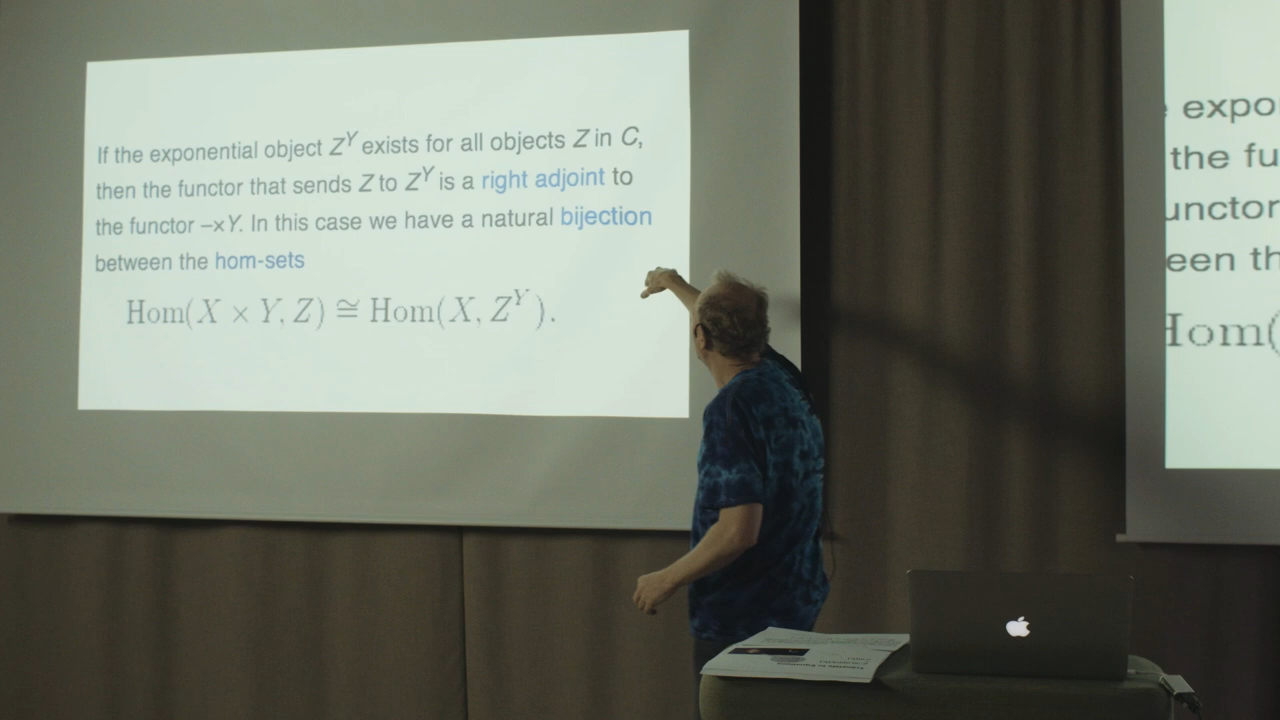 If the exponential object Z^Y exists for all objects Z in C,
then the functor that sends Z to Z^Y is a right adjoint to
the functor –×Y. In this case we have a natural bijection
between the hom-sets
Hom(X × Y, Z) ≅ Hom(X, Z^Y).
expo
the fu
unctor
een th
Hom(